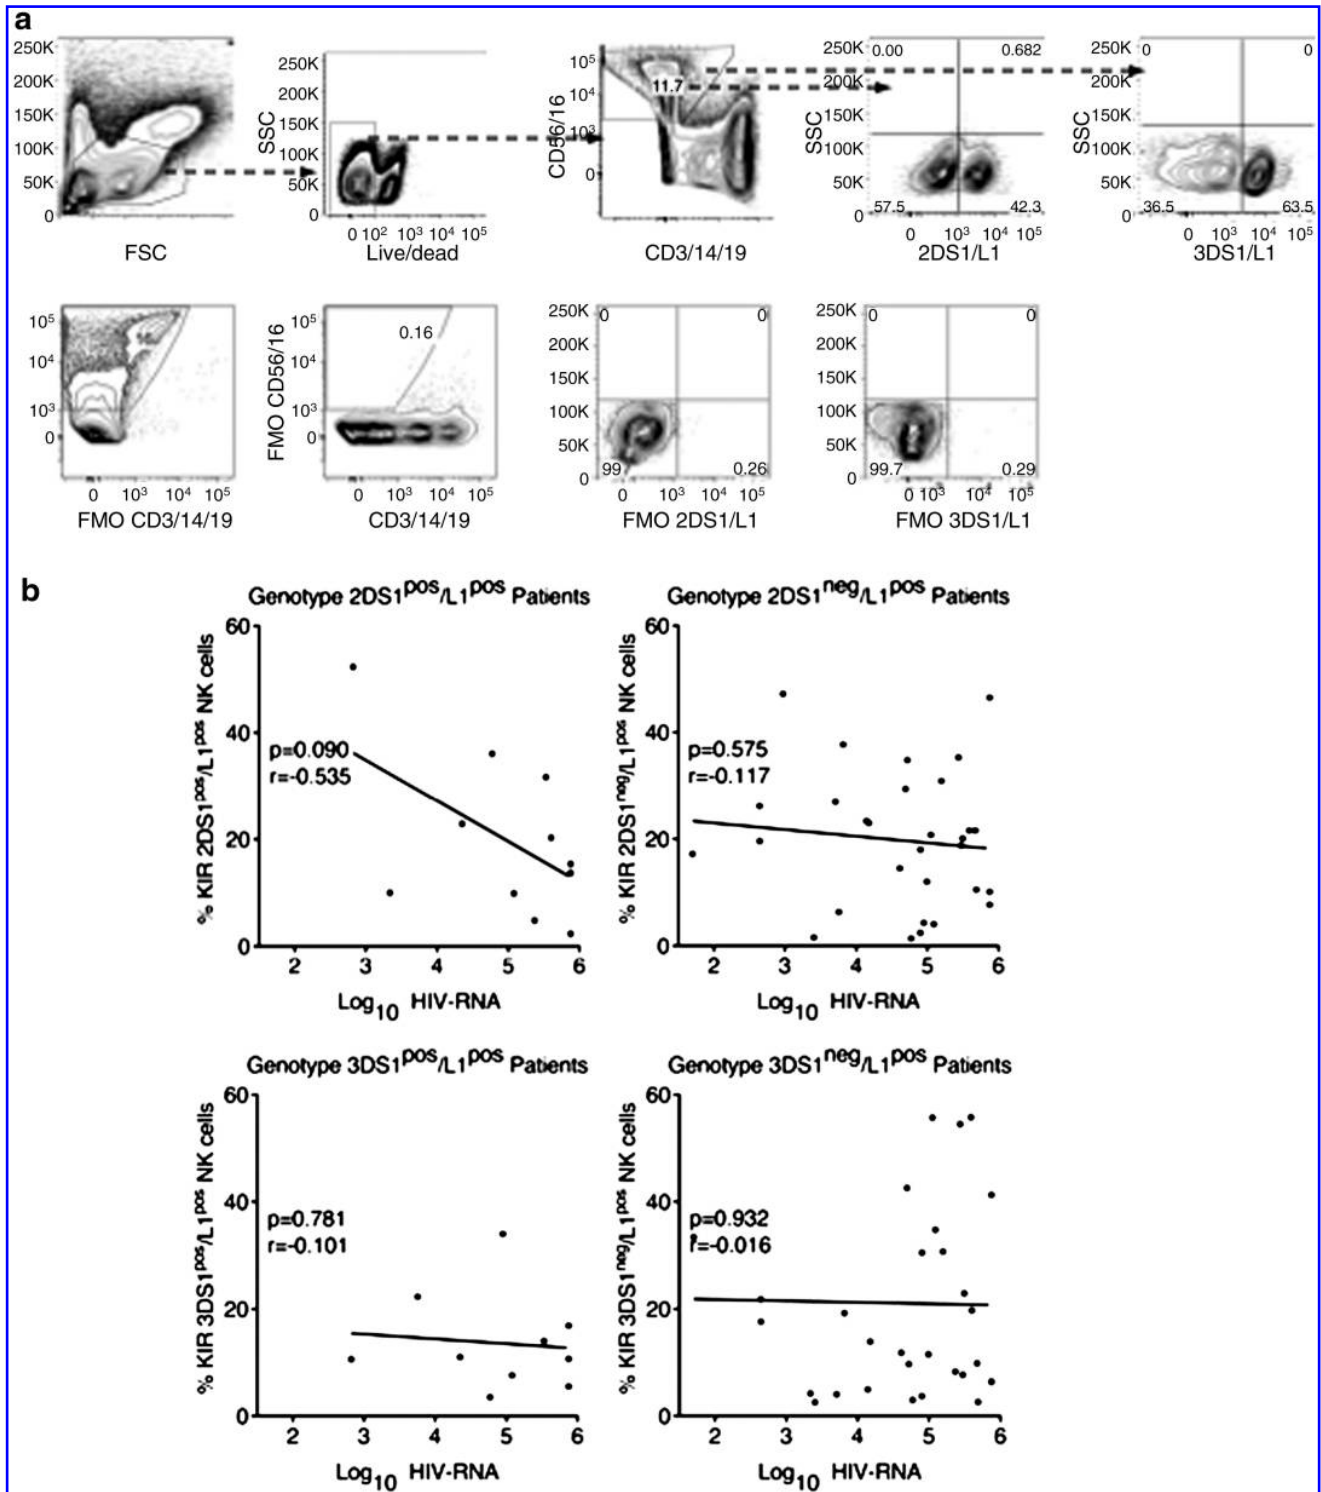 a
250K
200K
150K
100K
50K
0
FSC
SSC
250K
200K
150K
100K
50K
0
0 10² 10³ 10⁴ 10⁵
Live/dead
CD56/16
10⁵
10⁴
10³
0
11.7
CD3/14/19
SSC
250K
200K
150K
100K
50K
0
0.00 0.682
57.5 42.3
0 10³ 10⁴ 10⁵
2DS1/L1
SSC
250K
200K
150K
100K
50K
0
0 0
36.5 63.5
0 10³ 10⁴ 10⁵
3DS1/L1
10⁵
10⁴
10³
0
0 10³ 10⁴ 10⁵
FMO CD3/14/19
FMO CD56/16
10⁵
10⁴
10³
0
0.16
0 10³ 10⁴ 10⁵
CD3/14/19
250K
200K
150K
100K
50K
0
0 0
99 0.26
0 10³ 10⁴ 10⁵
FMO 2DS1/L1
250K
200K
150K
100K
50K
0
0 0
99.7 0.29
0 10³ 10⁴ 10⁵
FMO 3DS1/L1
b
Genotype 2DS1pos/L1pos Patients
% KIR 2DS1pos/L1pos NK cells
60
40
20
0
p=0.090
r=-0.535
2 3 4 5 6
Log10 HIV-RNA
Genotype 2DS1neg/L1pos Patients
% KIR 2DS1neg/L1pos NK cells
60
40
20
0
p=0.575
r=-0.117
2 3 4 5 6
Log10 HIV-RNA
Genotype 3DS1pos/L1pos Patients
% KIR 3DS1pos/L1pos NK cells
60
40
20
0
p=0.781
r=-0.101
2 3 4 5 6
Log10 HIV-RNA
Genotype 3DS1neg/L1pos Patients
% KIR 3DS1neg/L1pos NK cells
60
40
20
0
p=0.932
r=-0.016
2 3 4 5 6
Log10 HIV-RNA